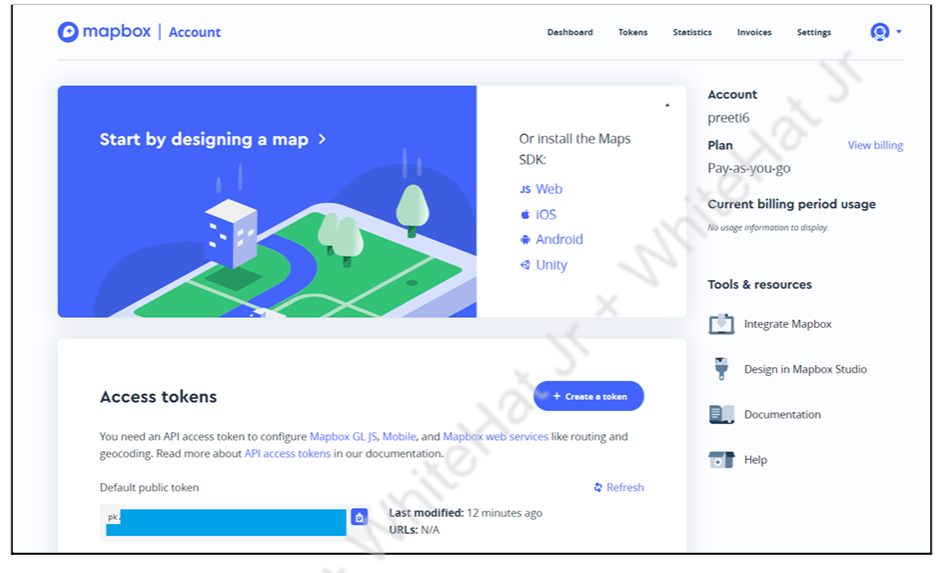 mapbox | Account
Dashboard
Tokens
Statistics
Invoices
Settings
Start by designing a map >
Or install the Maps
SDK:
JS Web
iOS
Android
Unity
Account
preeti6
Plan
View billing
Pay-as-you-go
Current billing period usage
No usage information to display.
Tools & resources
Integrate Mapbox
Design in Mapbox Studio
Documentation
Help
Access tokens
+ Create a token
You need an API access token to configure Mapbox GL JS, Mobile, and Mapbox web services like routing and
geocoding. Read more about API access tokens in our documentation.
Default public token
Refresh
pk.
Last modified: 12 minutes ago
URLs: N/A
+ WhiteHat Jr + WhiteHat Jr